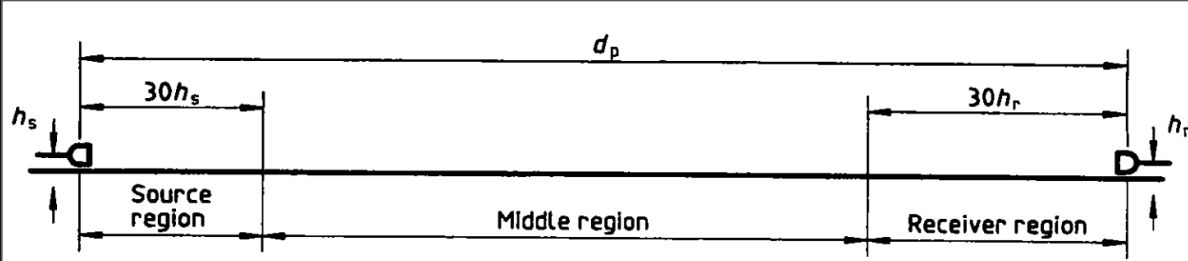 dp
30hs
30hr
hs
hr
Source
region
Middle region
Receiver region